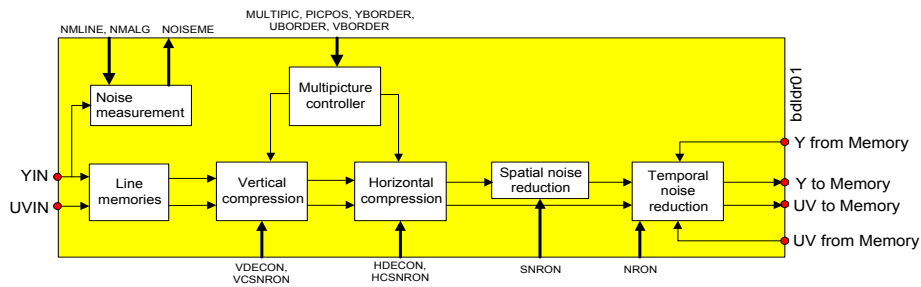 MULTIPIC, PICPOS, YBORDER,
UBORDER, VBORDER
NMLINE, NMALG
NOISEME
Noise
measurement
Multipicture
controller
bdldr01
Y from Memory
YIN
UVIN
Line
memories
Vertical
compression
Horizontal
compression
Spatial noise
reduction
Temporal
noise
reduction
Y to Memory
UV to Memory
UV from Memory
VDECON,
VCSNRON
HDECON,
HCSNRON
SNRON
NRON